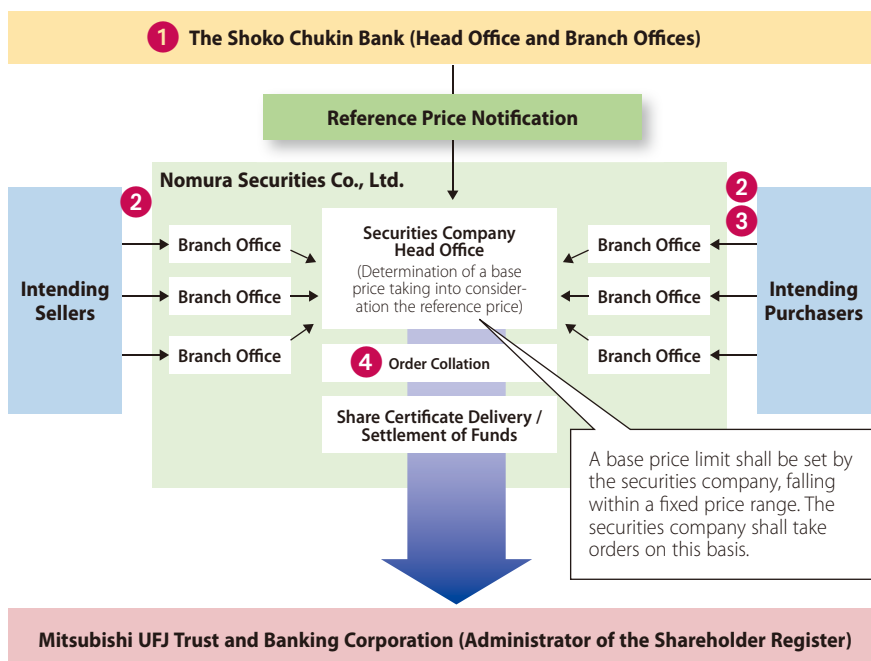 1 The Shoko Chukin Bank (Head Office and Branch Offices)
Reference Price Notification
Nomura Securities Co., Ltd.
2
2
3
Intending
Sellers
Branch Office
Branch Office
Branch Office
Securities Company
Head Office
(Determination of a base
price taking into consider-
ation the reference price)
Branch Office
Branch Office
Branch Office
Intending
Purchasers
4 Order Collation
Share Certificate Delivery /
Settlement of Funds
A base price limit shall be set by
the securities company, falling
within a fixed price range. The
securities company shall take
orders on this basis.
Mitsubishi UFJ Trust and Banking Corporation (Administrator of the Shareholder Register)